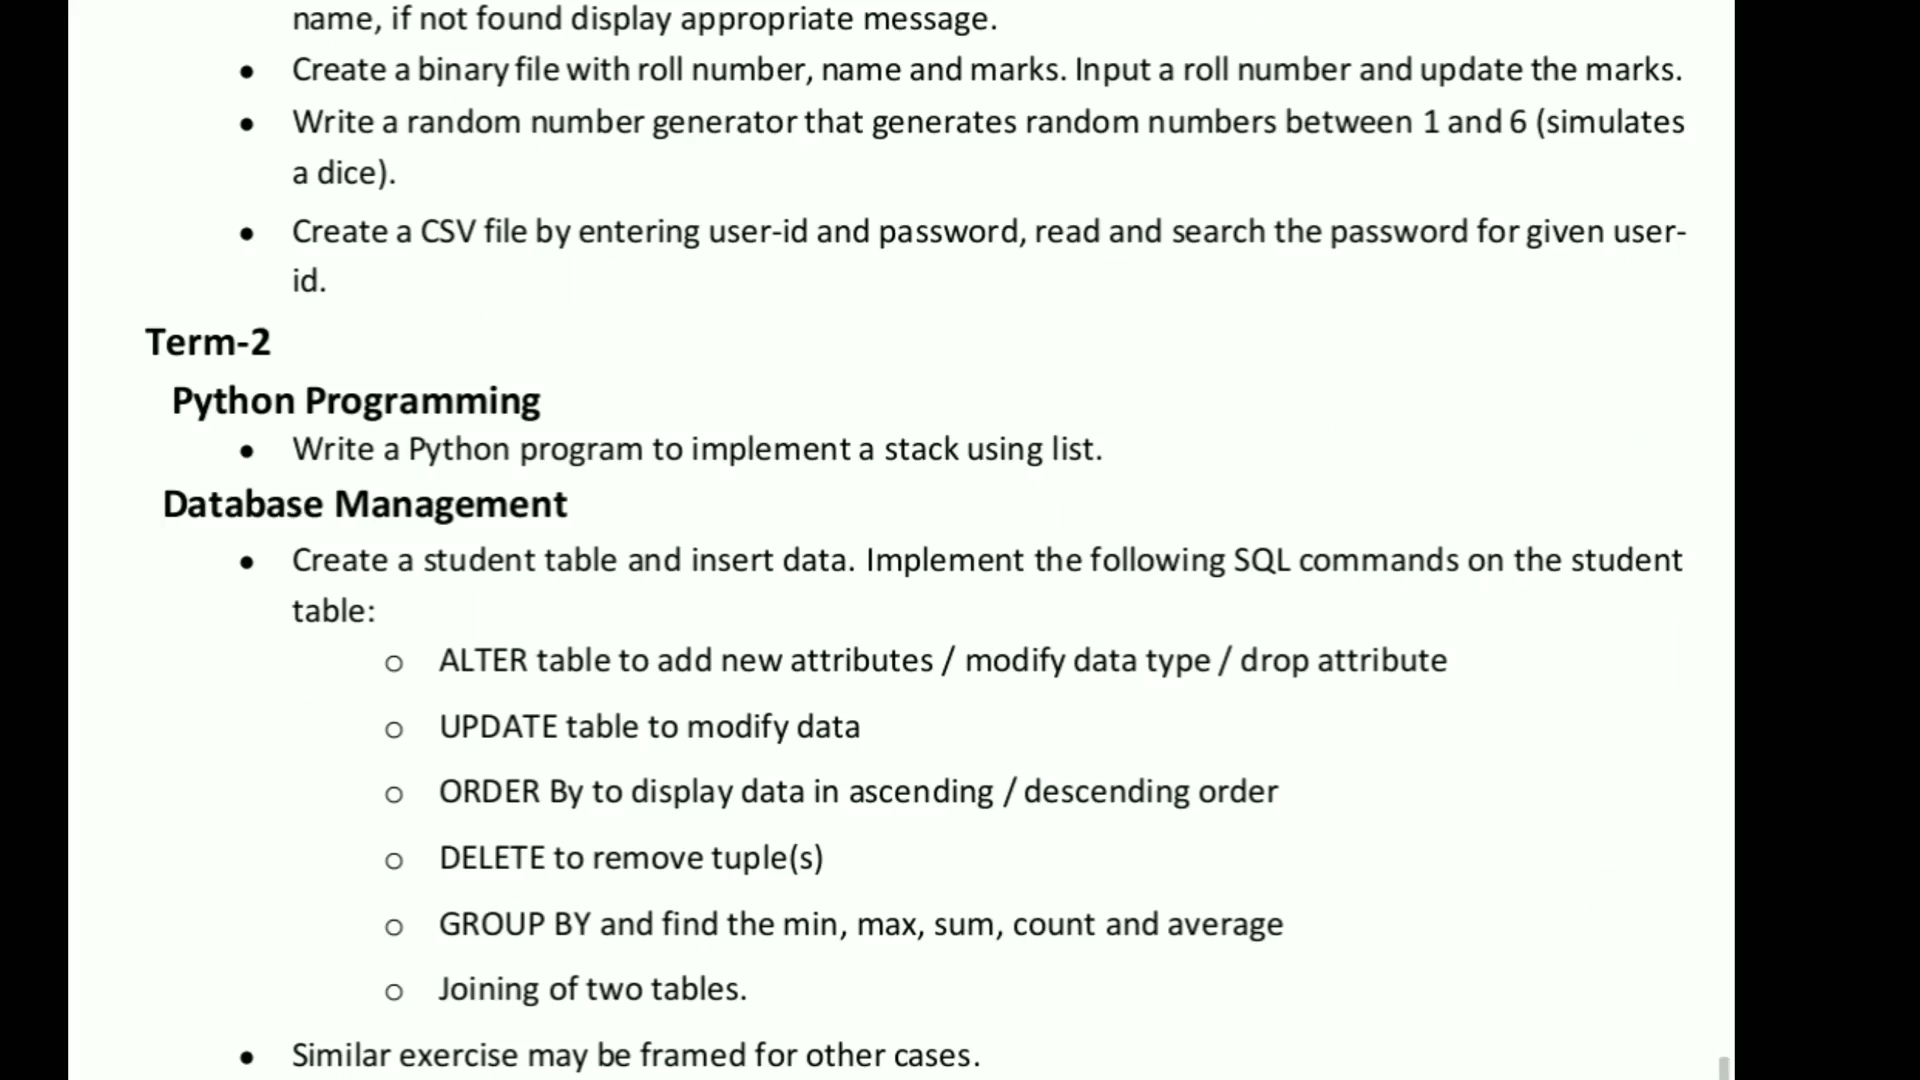 name, if not found display appropriate message.
• Create a binary file with roll number, name and marks. Input a roll number and update the marks.
• Write a random number generator that generates random numbers between 1 and 6 (simulates
a dice).
• Create a CSV file by entering user-id and password, read and search the password for given user-
id.
Term-2
Python Programming
• Write a Python program to implement a stack using list.
Database Management
• Create a student table and insert data. Implement the following SQL commands on the student
table:
o ALTER table to add new attributes / modify data type / drop attribute
o UPDATE table to modify data
o ORDER By to display data in ascending / descending order
o DELETE to remove tuple(s)
o GROUP BY and find the min, max, sum, count and average
o Joining of two tables.
• Similar exercise may be framed for other cases.